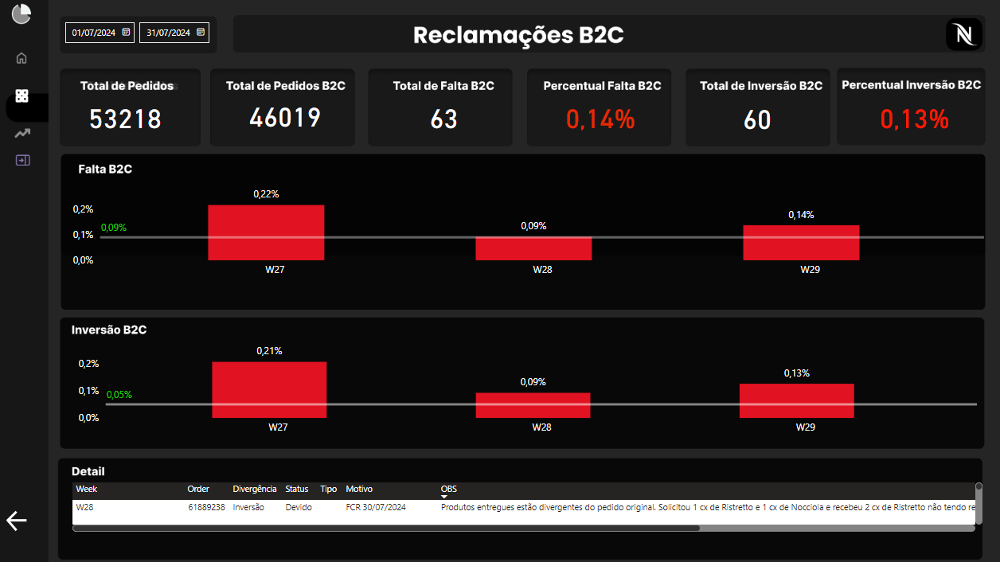 01/07/2024 31/07/2024
Reclamações B2C
Total de Pedidos
53218
Total de Pedidos B2C
46019
Total de Falta B2C
63
Percentual Falta B2C
0,14%
Total de Inversão B2C
60
Percentual Inversão B2C
0,13%
Falta B2C
0,22%
0,2%
0,14%
0,09%
0,09%
0,1%
0,0%
W27 W28 W29
Inversão B2C
0,21%
0,2%
0,13%
0,09%
0,1%
0,05%
0,0%
W27 W28 W29
Detail
Week Order Divergência Status Tipo Motivo OBS
W28 61889238 Inversão Devido FCR 30/07/2024 Produtos entregues estão divergentes do pedido original. Solicitou 1 cx de Ristretto e 1 cx de Nocciola e recebeu 2 cx de Ristretto não tendo re